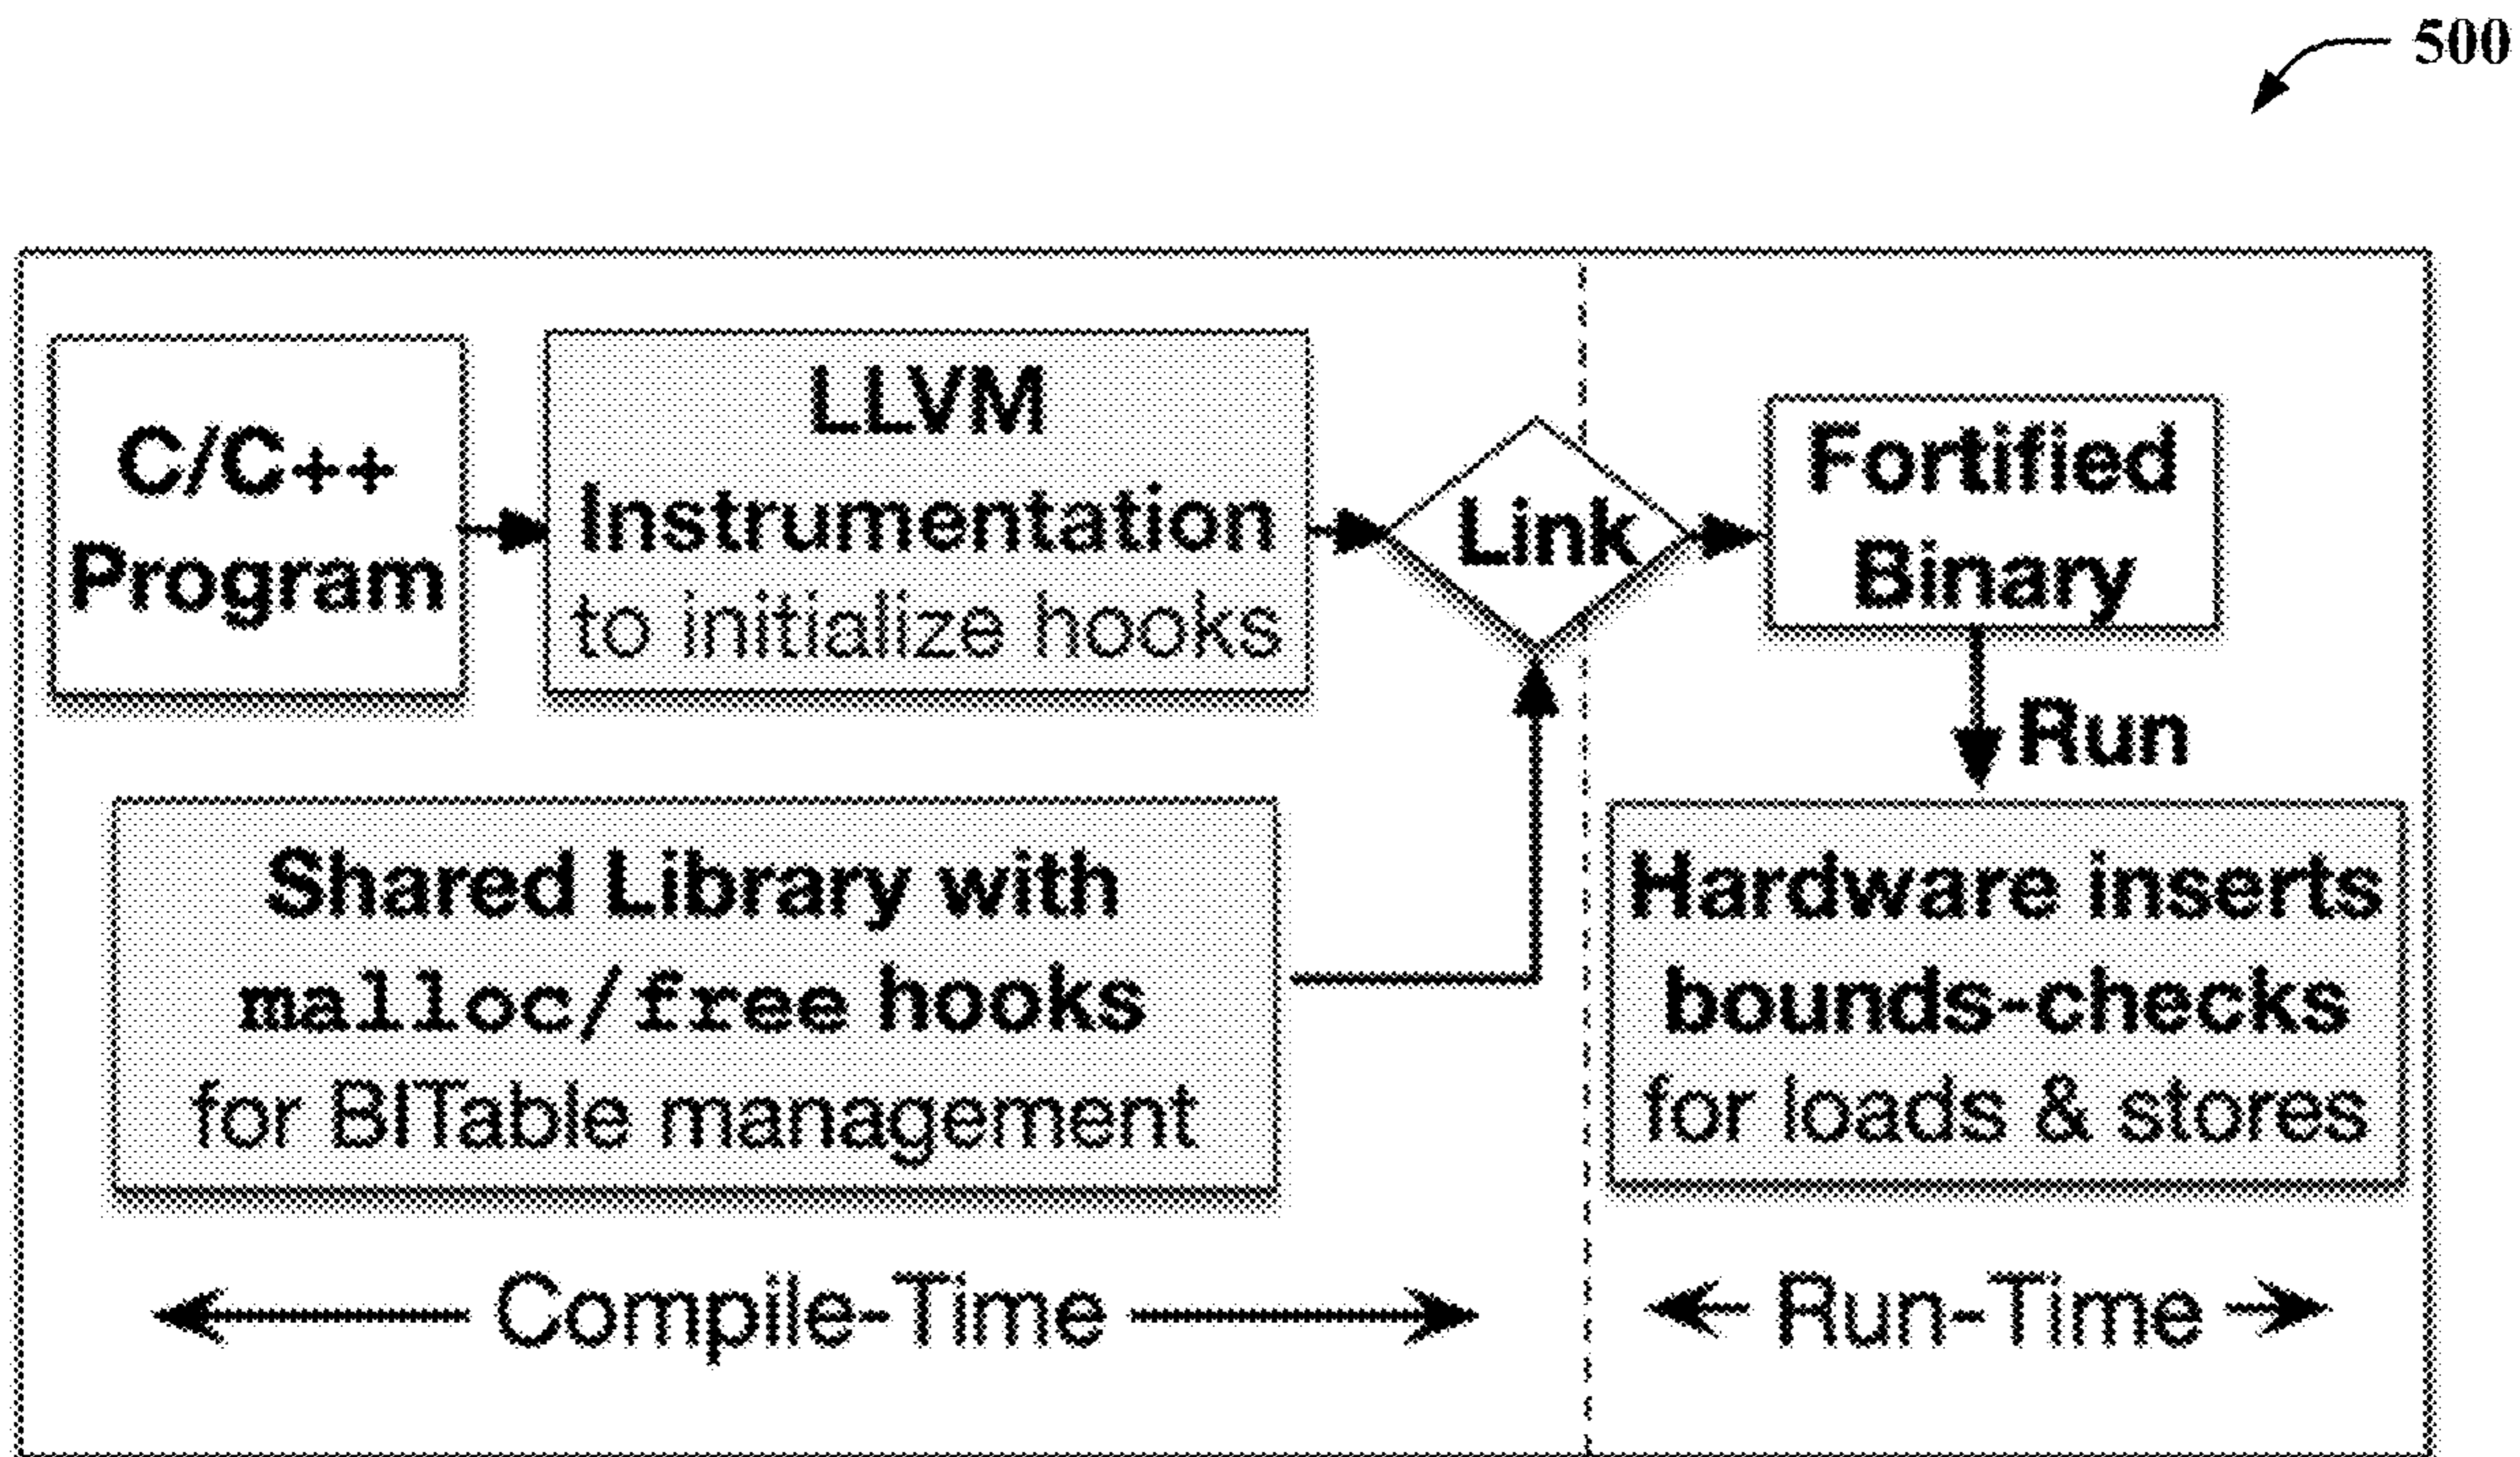 500
C/C++
Program
LLVM
Instrumentation
to initialize hooks
Link
Fortified
Binary
Run
Shared Library with
malloc/free hooks
for BITable management
Hardware inserts
bounds-checks
for loads & stores
Compile-Time
Run-Time